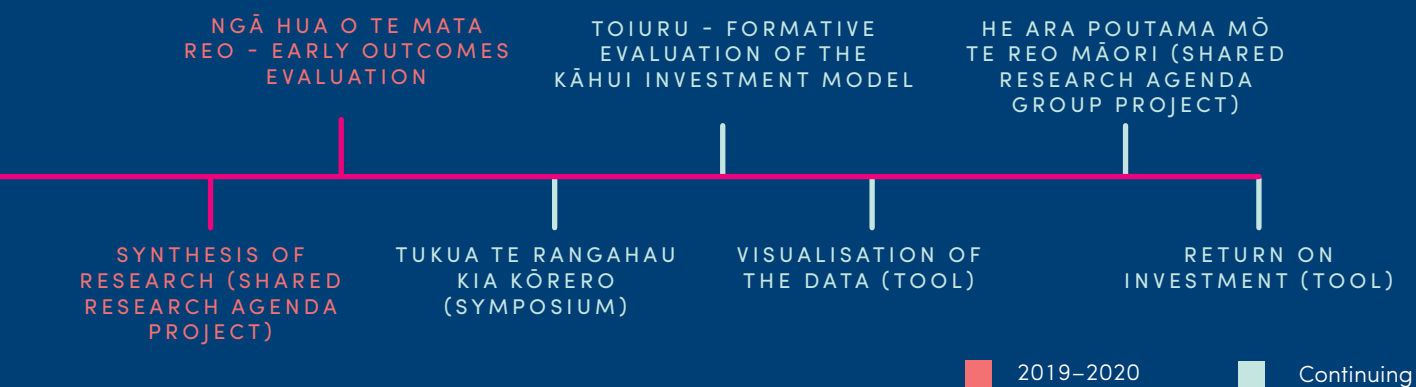 NGĀ HUA O TE MATA
REO - EARLY OUTCOMES
EVALUATION
TOIURU - FORMATIVE
EVALUATION OF THE
KĀHUI INVESTMENT MODEL
HE ARA POUTAMA MŌ
TE REO MĀORI (SHARED
RESEARCH AGENDA
GROUP PROJECT)
SYNTHESIS OF
RESEARCH (SHARED
RESEARCH AGENDA
PROJECT)
TUKUA TE RANGAHAU
KIA KŌRERO
(SYMPOSIUM)
VISUALISATION OF
THE DATA (TOOL)
RETURN ON
INVESTMENT (TOOL)
2019–2020
Continuing